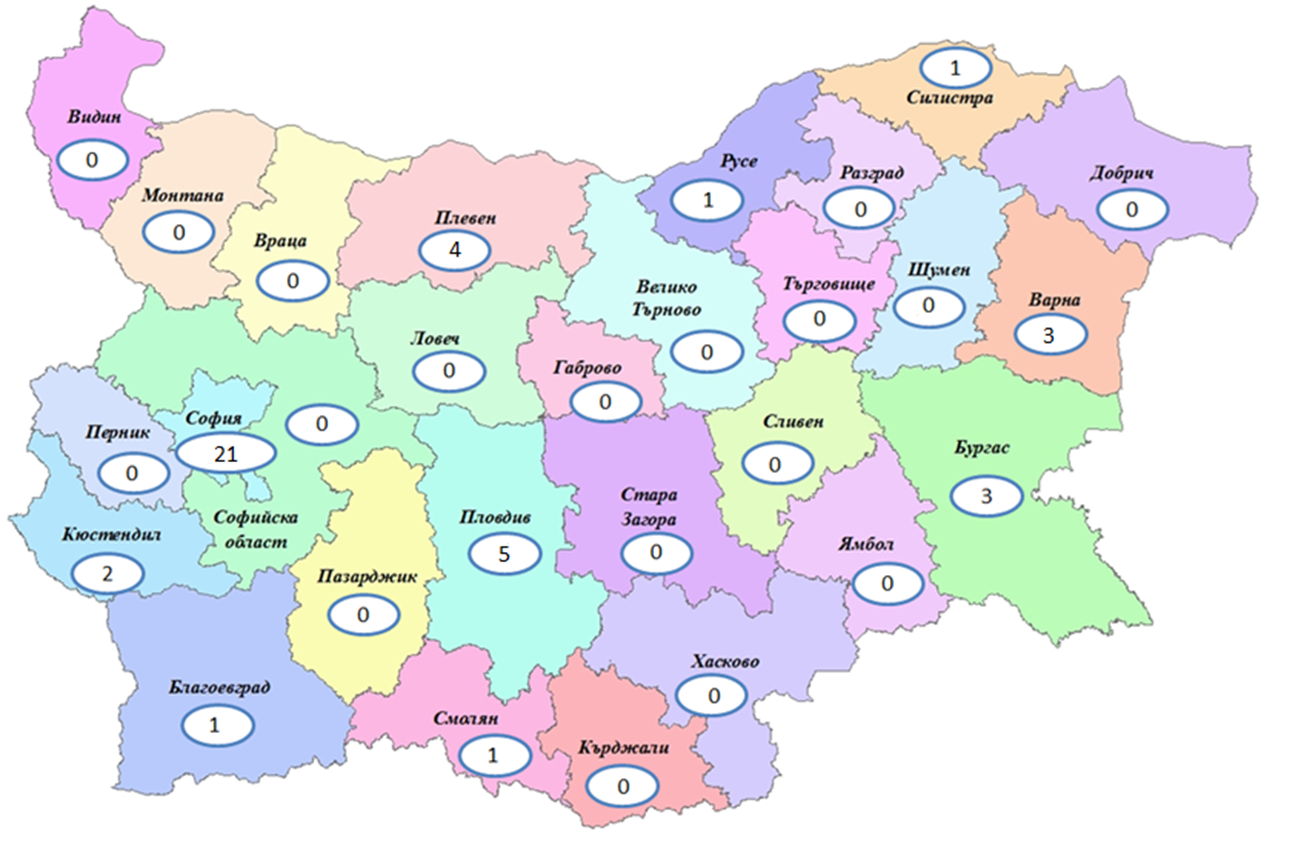 1
Силистра
Видин
0
Русе
1
Разград
0
Добрич
0
Монтана
0
Враца
0
Плевен
4
Велико
Търново
0
Търговище
0
Шумен
0
Варна
3
Ловеч
0
Габрово
0
София
21
0
Перник
0
Сливен
0
Бургас
3
Софийска
област
Кюстендил
2
Пловдив
5
Стара
Загора
0
Ямбол
0
Пазарджик
0
Хасково
0
Благоевград
1
Смолян
1
Кърджали
0